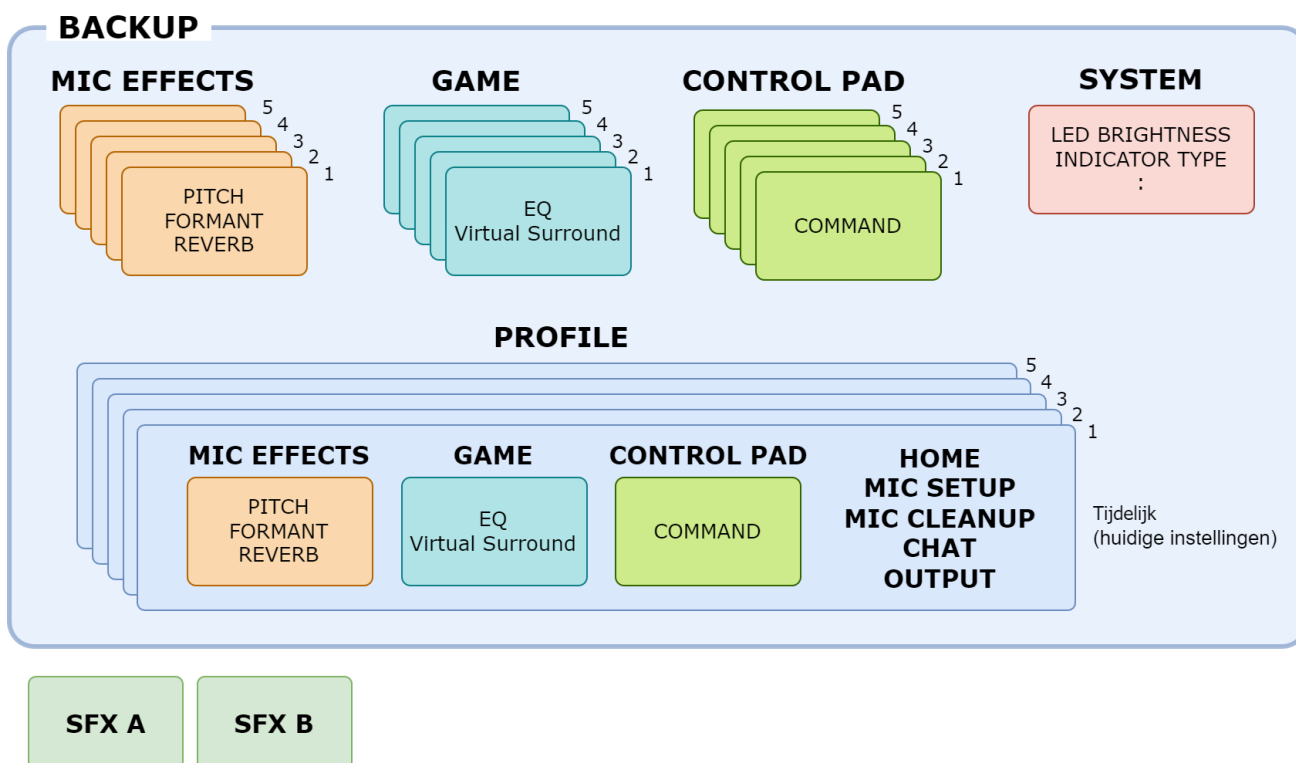 BACKUP
MIC EFFECTS
5
4
3
2
1
PITCH
FORMANT
REVERB
GAME
5
4
3
2
1
EQ
Virtual Surround
CONTROL PAD
5
4
3
2
1
COMMAND
SYSTEM
LED BRIGHTNESS
INDICATOR TYPE
:
PROFILE
5
4
3
2
1
MIC EFFECTS
PITCH
FORMANT
REVERB
GAME
EQ
Virtual Surround
CONTROL PAD
COMMAND
HOME
MIC SETUP
MIC CLEANUP
CHAT
OUTPUT
Tijdelijk
(huidige instellingen)
SFX A
SFX B